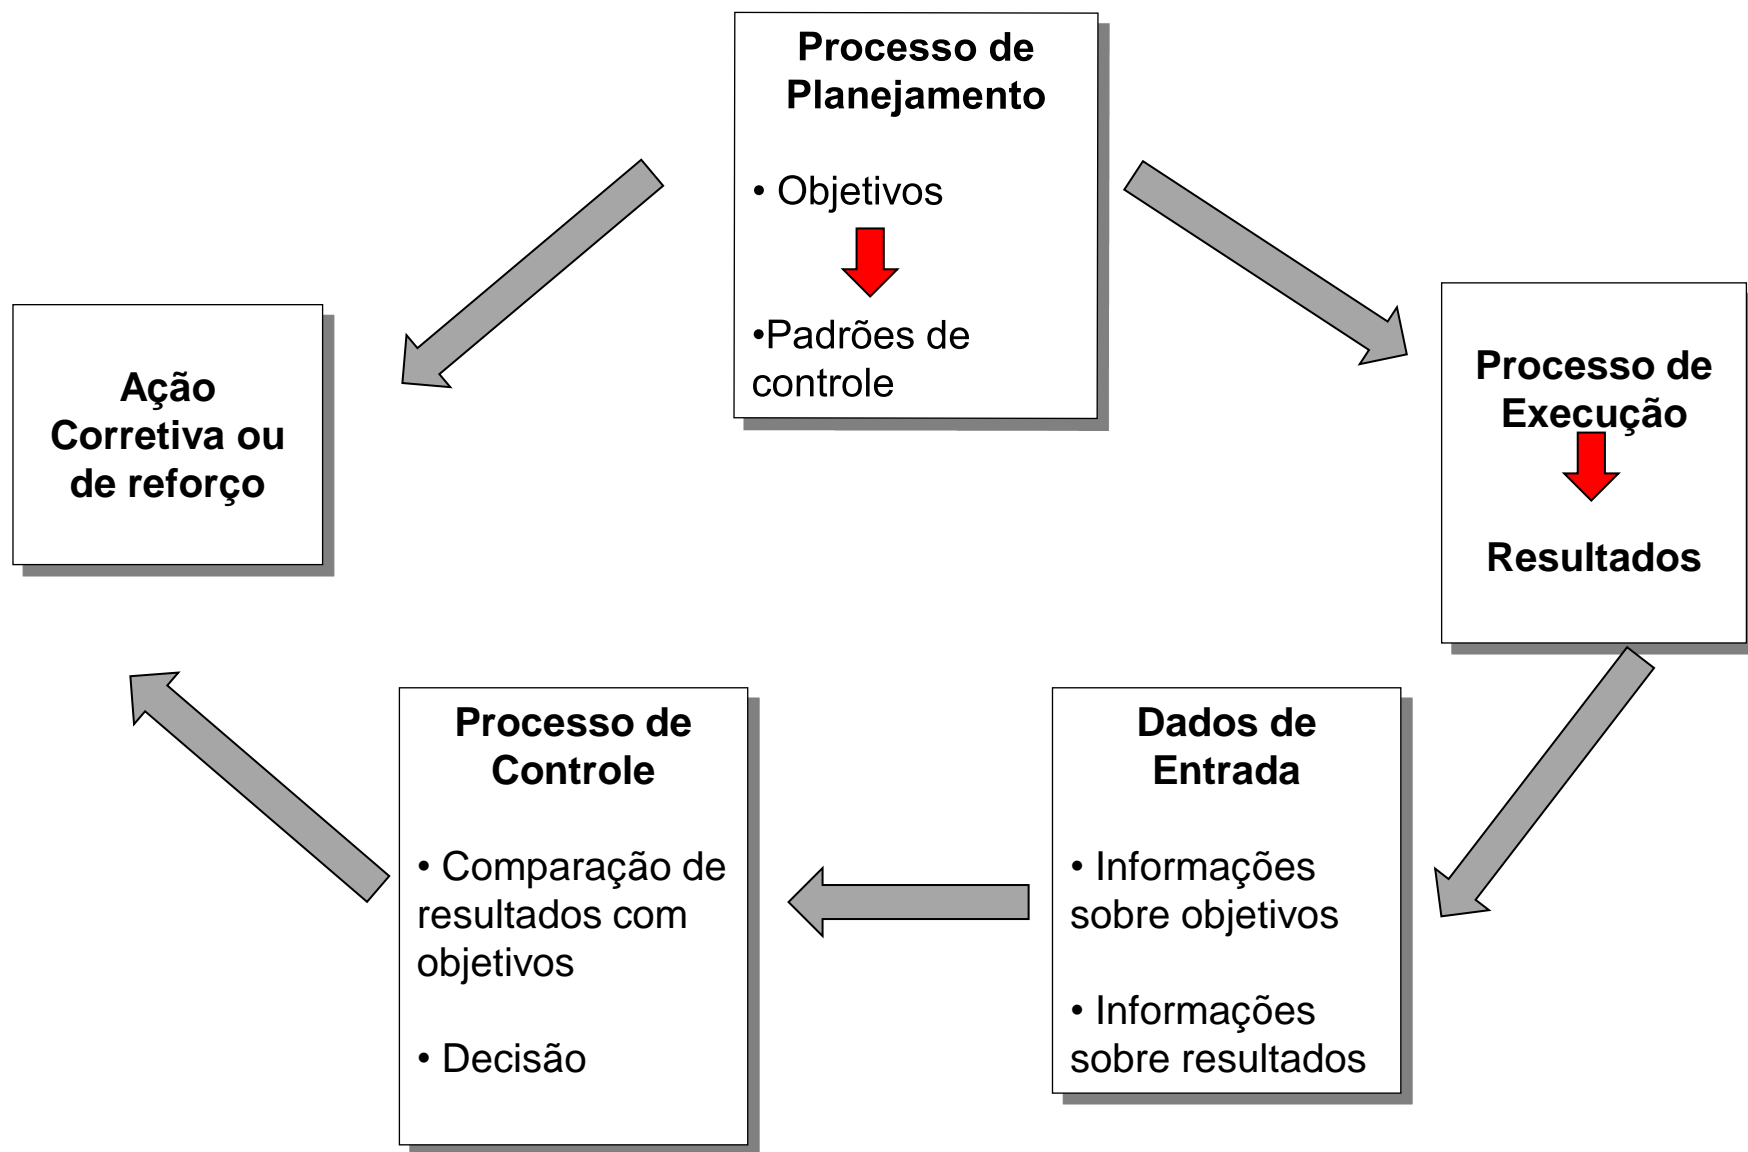 Processo de
Planejamento
• Objetivos
•Padrões de
controle
Processo de
Execução
Resultados
Ação
Corretiva ou
de reforço
Processo de
Controle
• Comparação de
resultados com
objetivos
• Decisão
Dados de
Entrada
• Informações
sobre objetivos
• Informações
sobre resultados